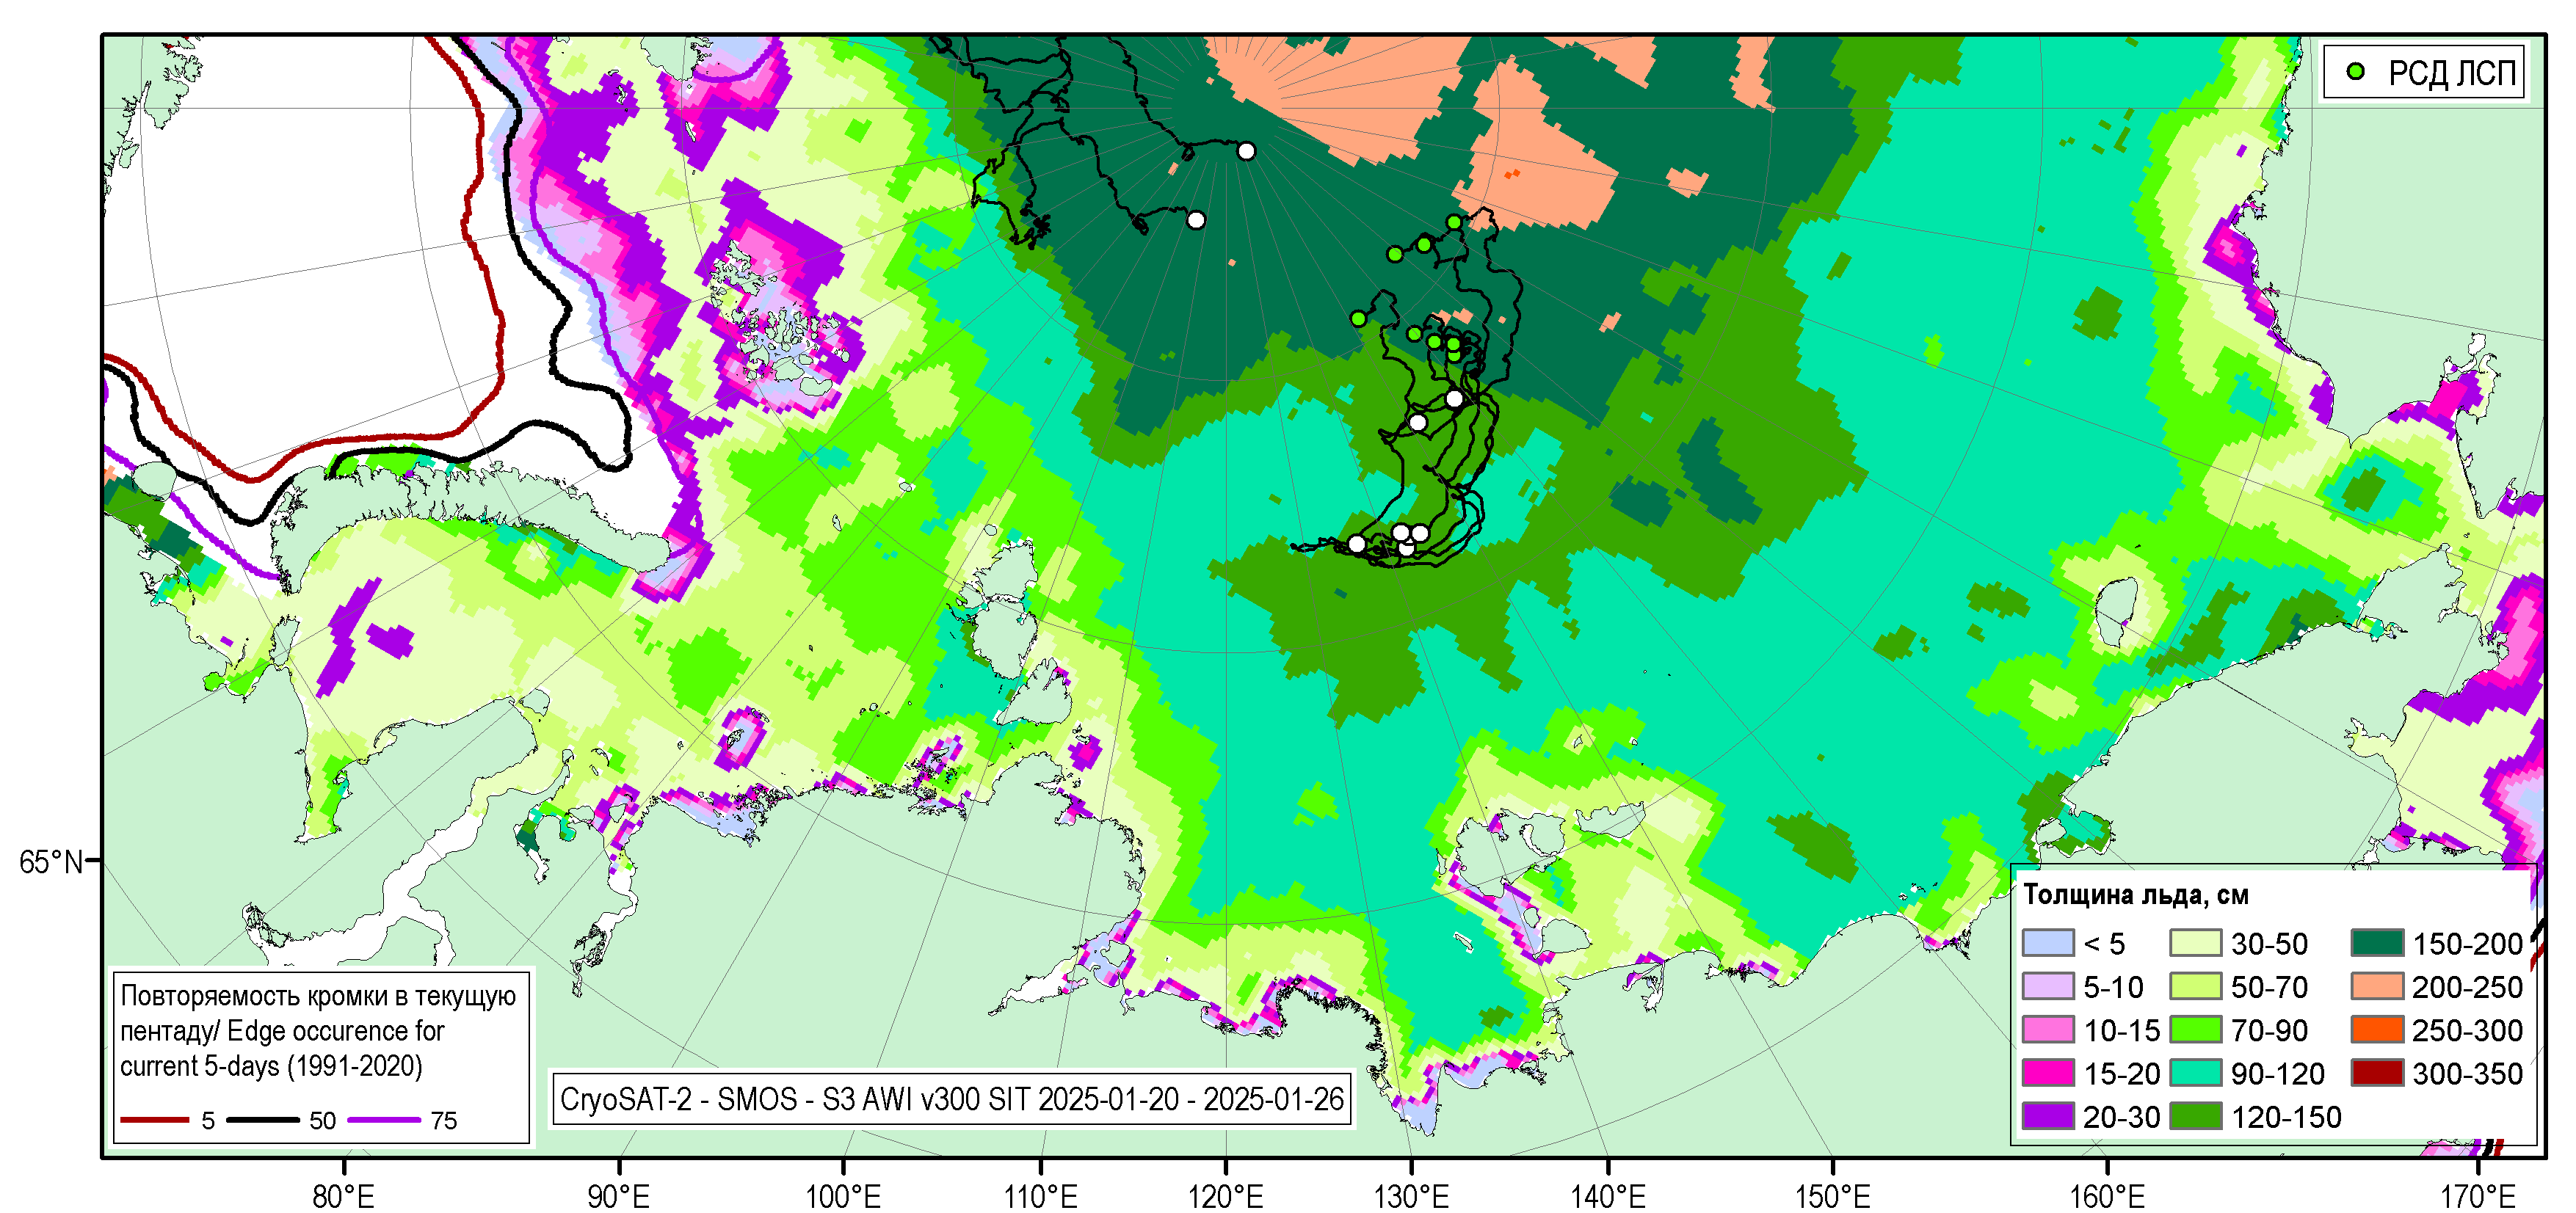 РСД ЛСП
65°N
Толщина льда, см
< 5
30-50
150-200
5-10
50-70
200-250
10-15
70-90
250-300
15-20
90-120
300-350
20-30
120-150
Повторяемость кромки в текущую
пентаду/ Edge occurence for
current 5-days (1991-2020)
5
50
75
CryoSAT-2 - SMOS - S3 AWI v300 SIT 2025-01-20 - 2025-01-26
80°E
90°E
100°E
110°E
120°E
130°E
140°E
150°E
160°E
170°E